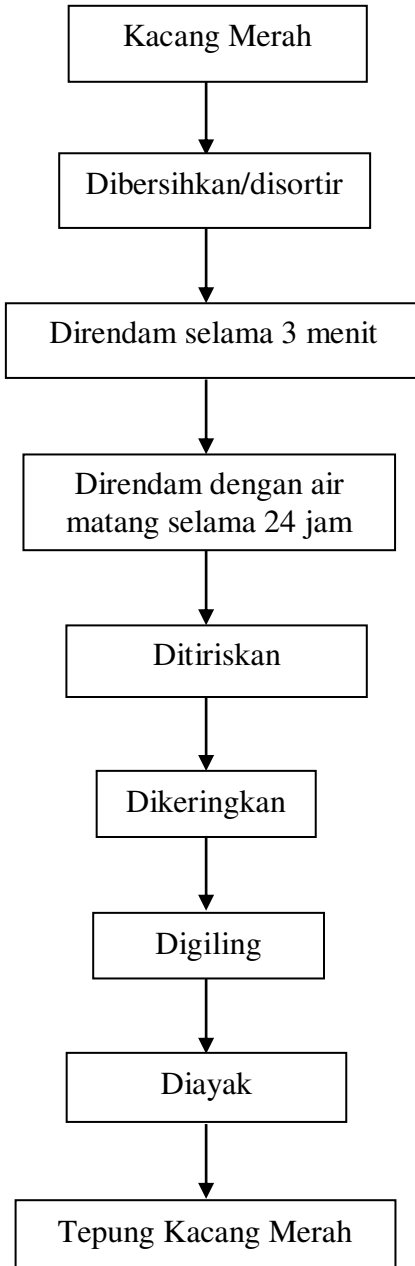 Kacang Merah
Dibersihkan/disortir
Direndam selama 3 menit
Direndam dengan air
matang selama 24 jam
Ditiriskan
Dikeringkan
Digiling
Diayak
Tepung Kacang Merah